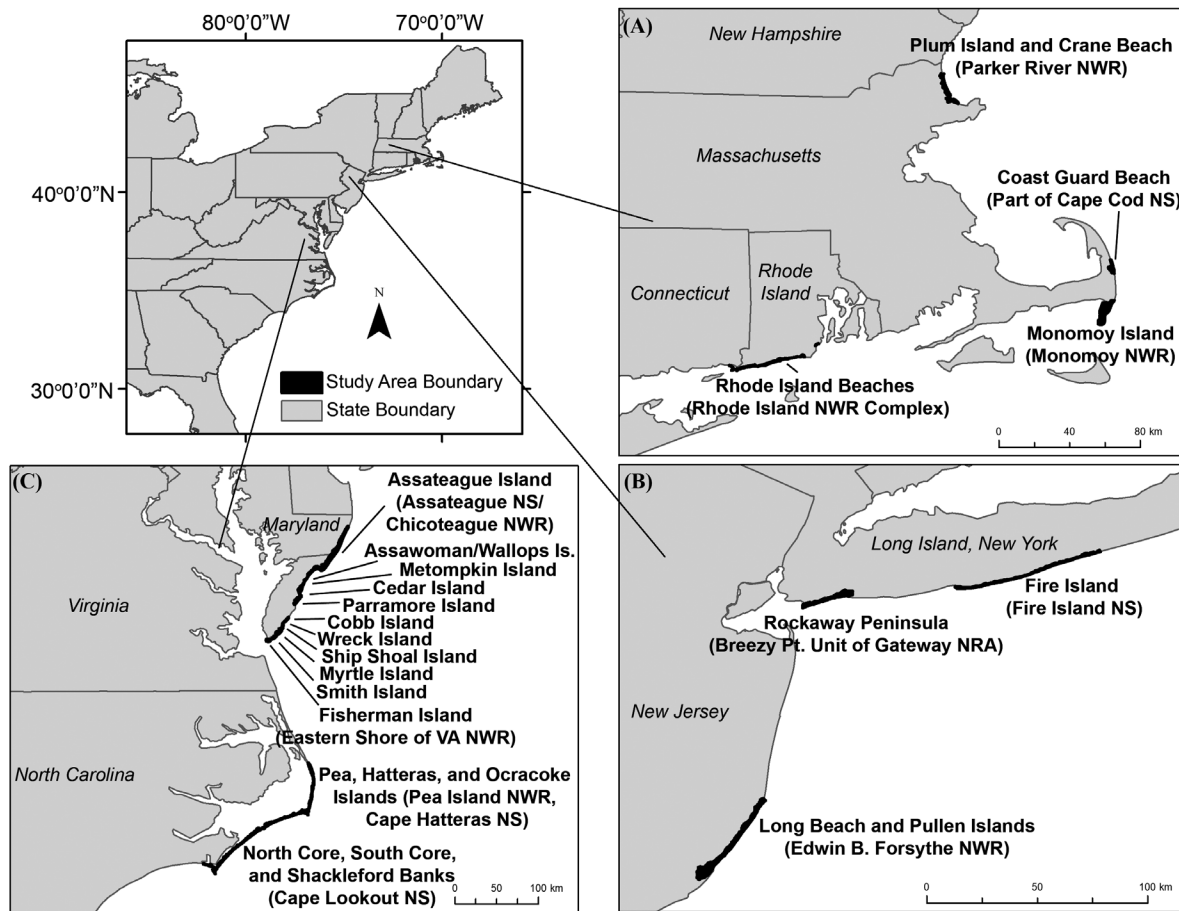 80°0'0"W
70°0'0"W
40°0'0"N
30°0'0"N
N
Study Area Boundary
State Boundary
(A)
New Hampshire
Plum Island and Crane Beach
(Parker River NWR)
Massachusetts
Coast Guard Beach
(Part of Cape Cod NS)
Connecticut
Rhode
Island
Monomoy Island
(Monomoy NWR)
Rhode Island Beaches
(Rhode Island NWR Complex)
0 40 80 km
(C)
Assateague Island
(Assateague NS/
Chicoteague NWR)
Maryland
Assawoman/Wallops Is.
Metompkin Island
Cedar Island
Parramore Island
Cobb Island
Wreck Island
Ship Shoal Island
Myrtle Island
Smith Island
Fisherman Island
(Eastern Shore of VA NWR)
Virginia
North Carolina
Pea, Hatteras, and Ocracoke
Islands (Pea Island NWR,
Cape Hatteras NS)
North Core, South Core,
and Shackleford Banks
(Cape Lookout NS)
0 50 100 km
(B)
Long Island, New York
Fire Island
(Fire Island NS)
Rockaway Peninsula
(Breezy Pt. Unit of Gateway NRA)
New Jersey
Long Beach and Pullen Islands
(Edwin B. Forsythe NWR)
0 50 100 km